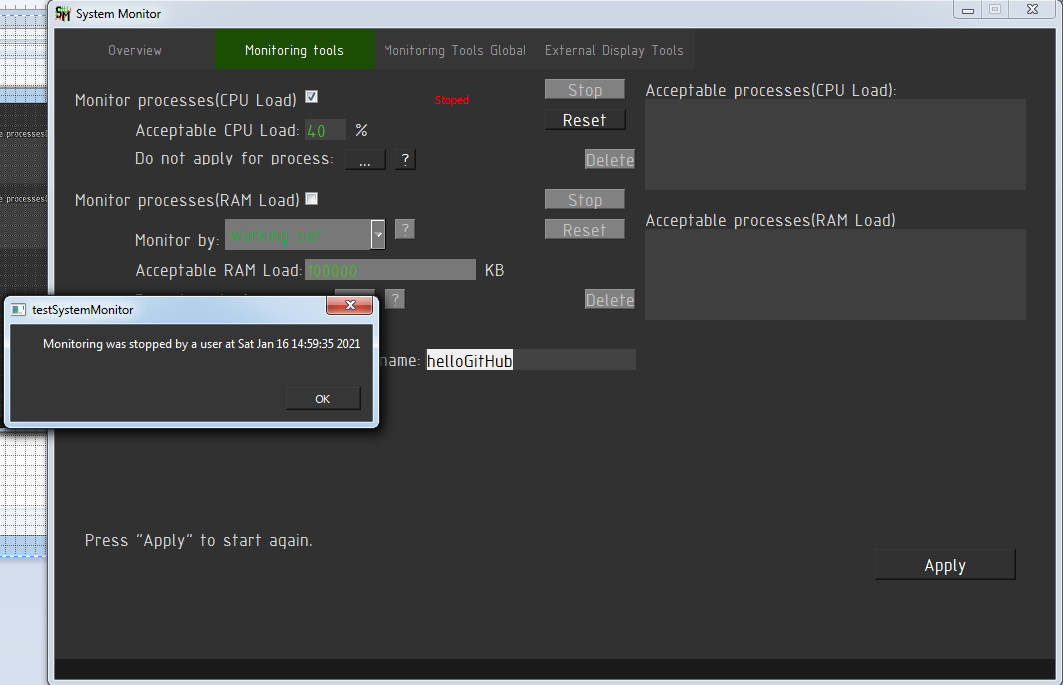 System Monitor
Overview
Monitoring tools
Monitoring Tools Global
External Display Tools
Monitor processes(CPU Load)
Stoped
Stop
Acceptable processes(CPU Load):
Acceptable CPU Load: 40 %
Reset
Do not apply for process: ... ?
Delete
e processes(
Monitor processes(RAM Load)
Stop
e processes(
Acceptable processes(RAM Load)
Monitor by: Working Set ?
Reset
Acceptable RAM Load: 100000 KB
?
Delete
testSystemMonitor
Monitoring was stopped by a user at Sat Jan 16 14:59:35 2021
OK
name: helloGitHub
Press "Apply" to start again.
Apply